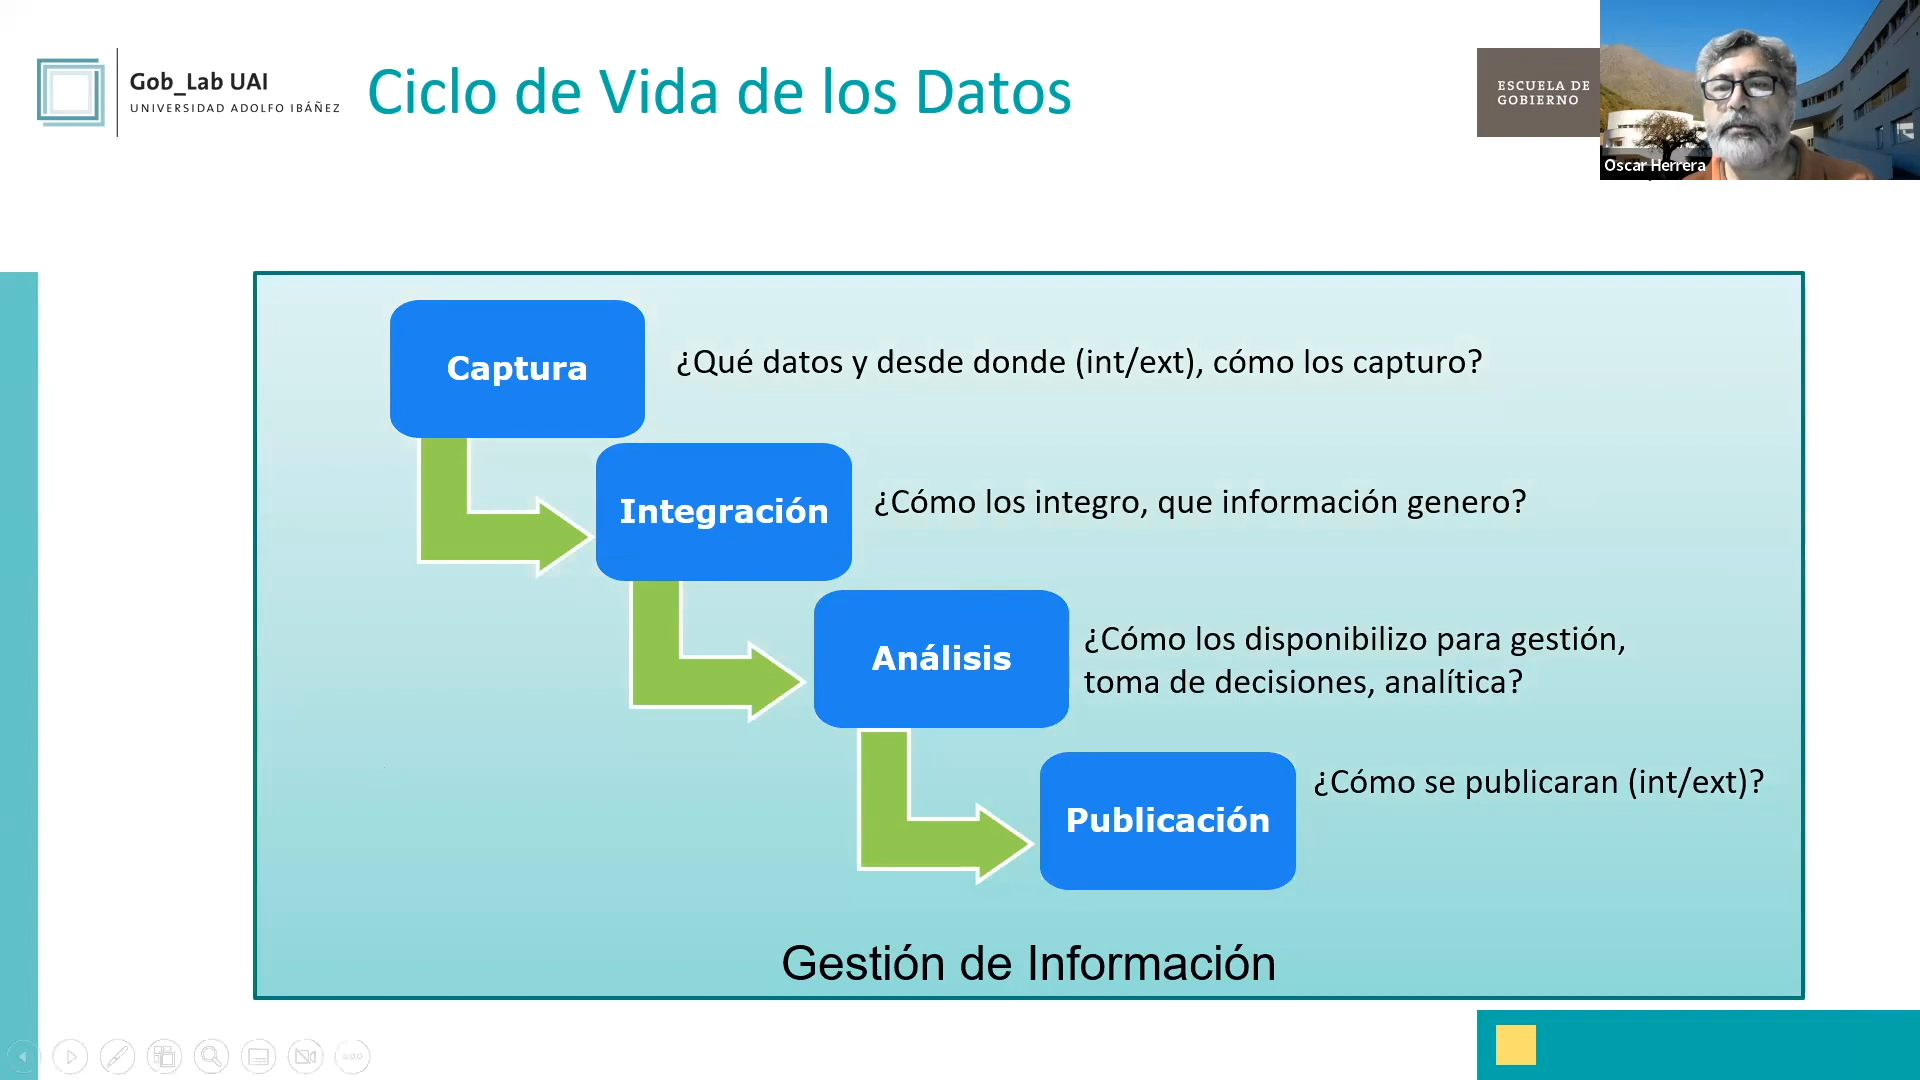 Gob_Lab UAI
UNIVERSIDAD ADOLFO IBÁÑEZ
Ciclo de Vida de los Datos
ESCUELA DE
GOBIERNO
Oscar Herrera
Captura
¿Qué datos y desde donde (int/ext), cómo los capturo?
Integración
¿Cómo los integro, que información genero?
Análisis
¿Cómo los disponibilizo para gestión,
toma de decisiones, analítica?
Publicación
¿Cómo se publicaran (int/ext)?
Gestión de Información